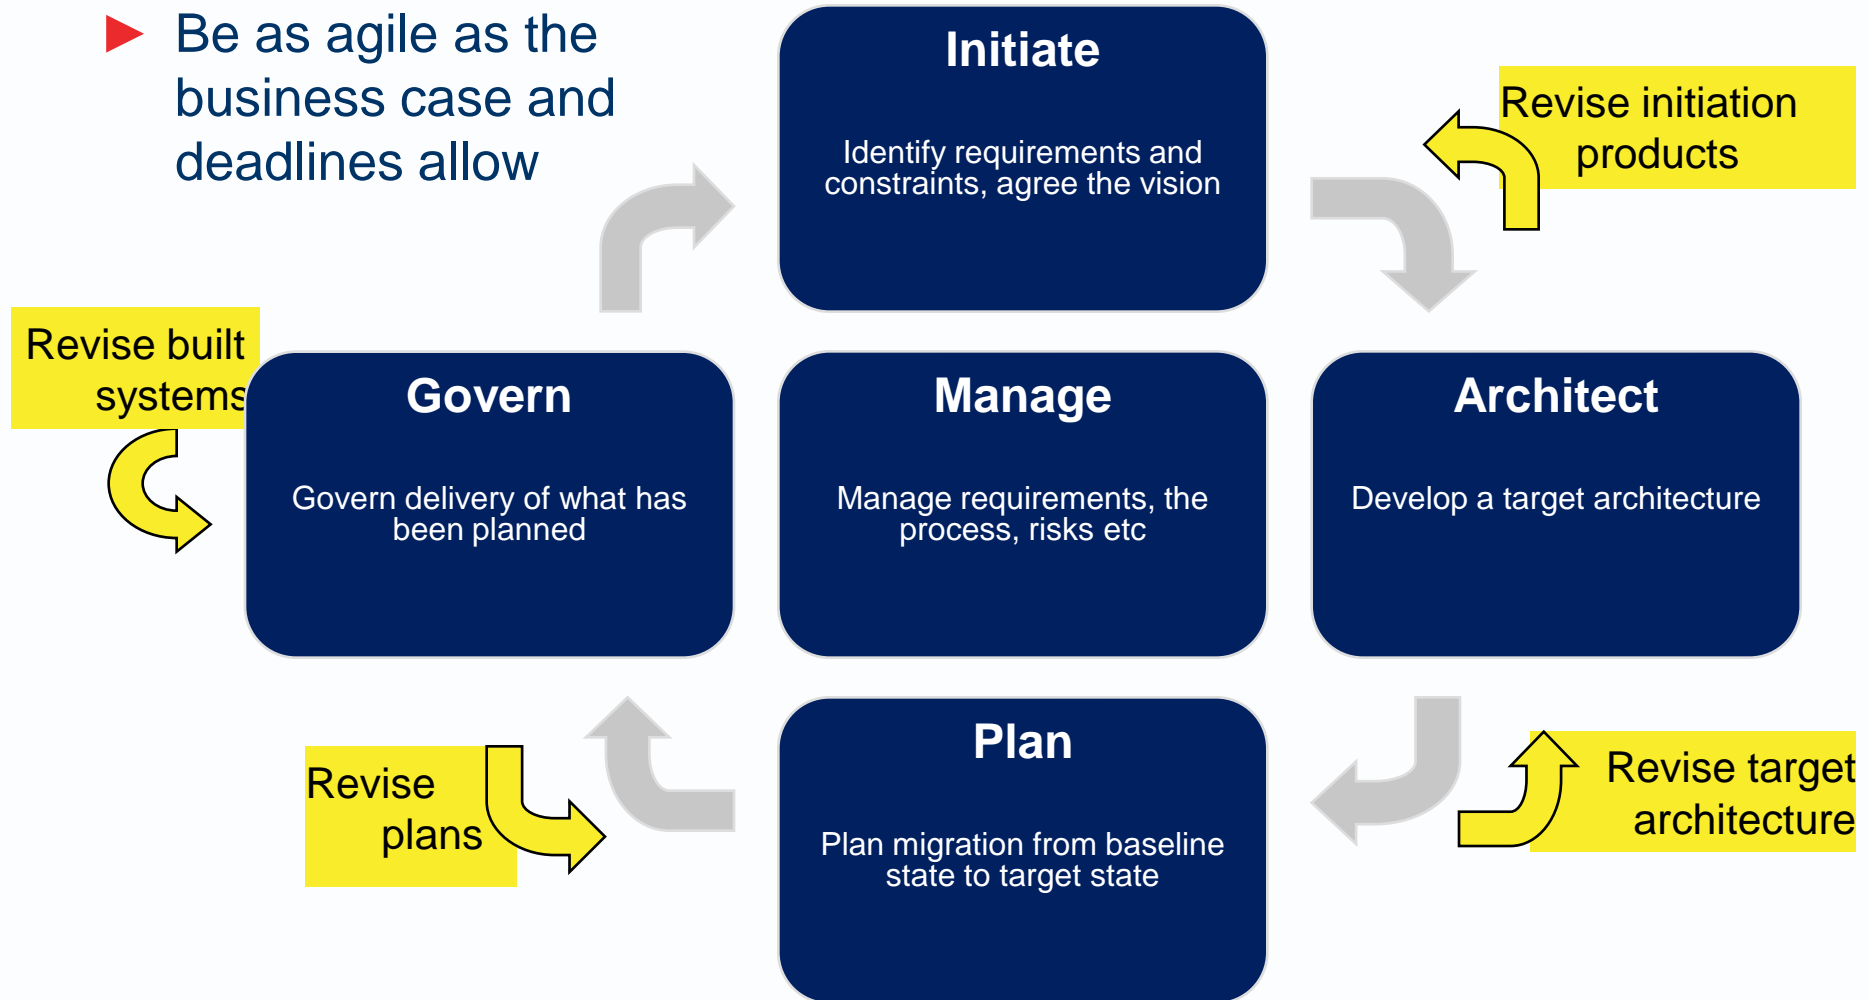 Be as agile as the
business case and
deadlines allow
Initiate
Identify requirements and
constraints, agree the vision
Revise initiation
products
Revise built
systems
Govern
Govern delivery of what has
been planned
Manage
Manage requirements, the
process, risks etc
Architect
Develop a target architecture
Revise
plans
Plan
Plan migration from baseline
state to target state
Revise target
architecture